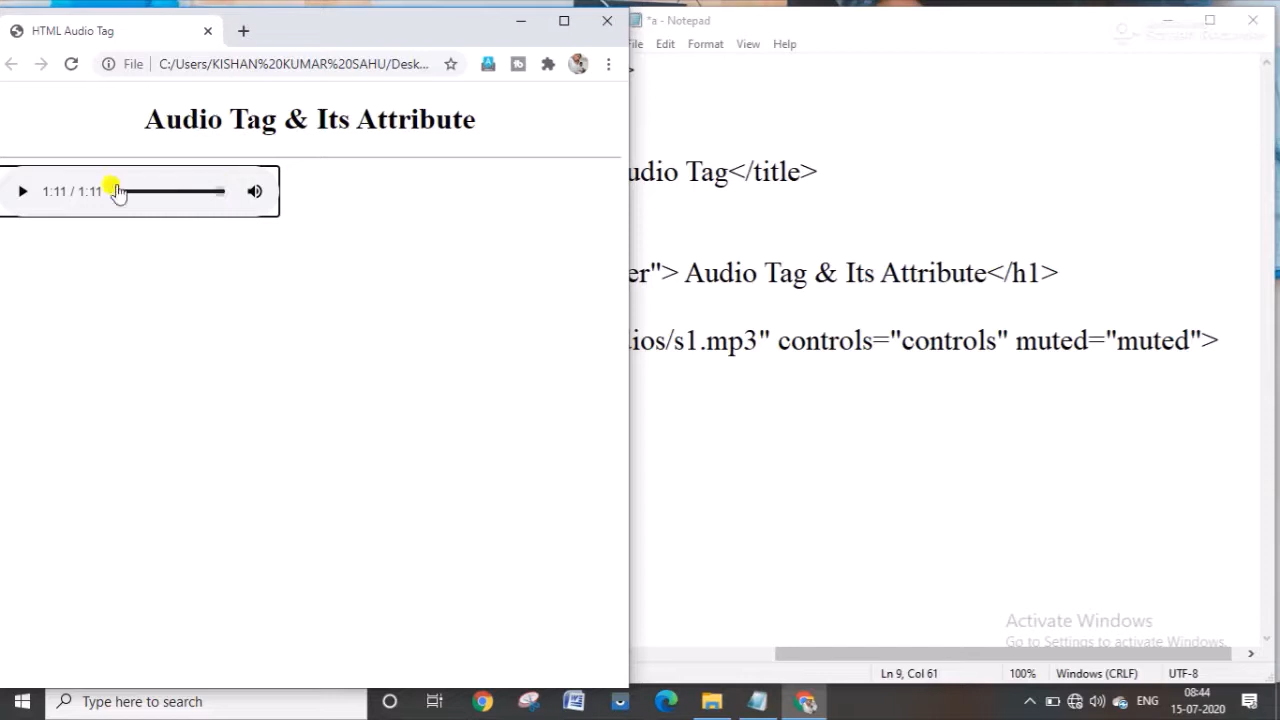 HTML Audio Tag
File
C:/Users/KISHAN%20KUMAR%20SAHU/Desk...
Audio Tag & Its Attribute
1:11 / 1:11
*a - Notepad
File Edit Format View Help
>
udio Tag</title>
er"> Audio Tag & Its Attribute</h1>
dios/s1.mp3" controls="controls" muted="muted">
Activate Windows
Go to Settings to activate Windows.
Ln 9, Col 61
100%
Windows (CRLF)
UTF-8
Type here to search
ENG
08:44
15-07-2020